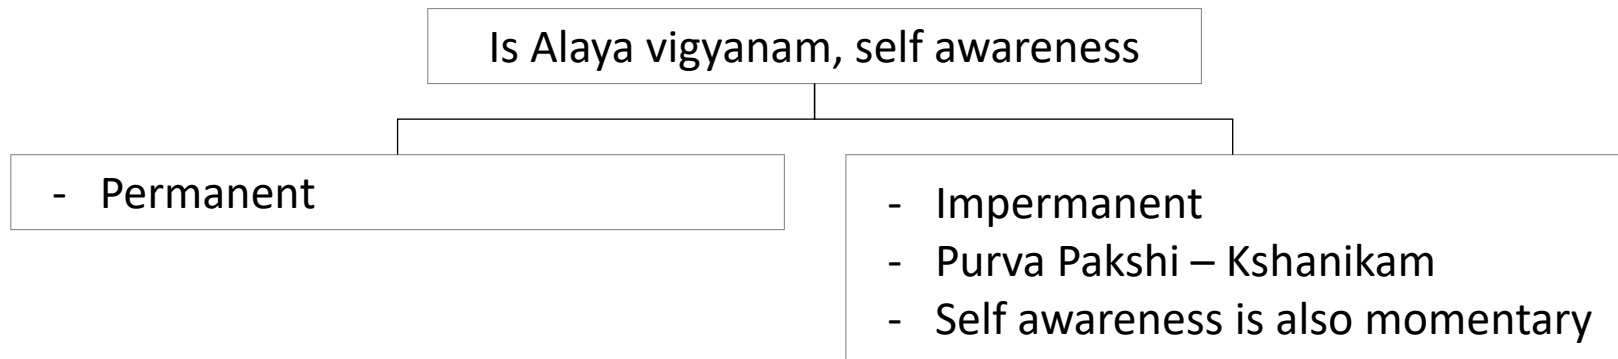 Is Alaya vigyanam, self awareness
- Permanent
- Impermanent
- Purva Pakshi – Kshanikam
- Self awareness is also momentary